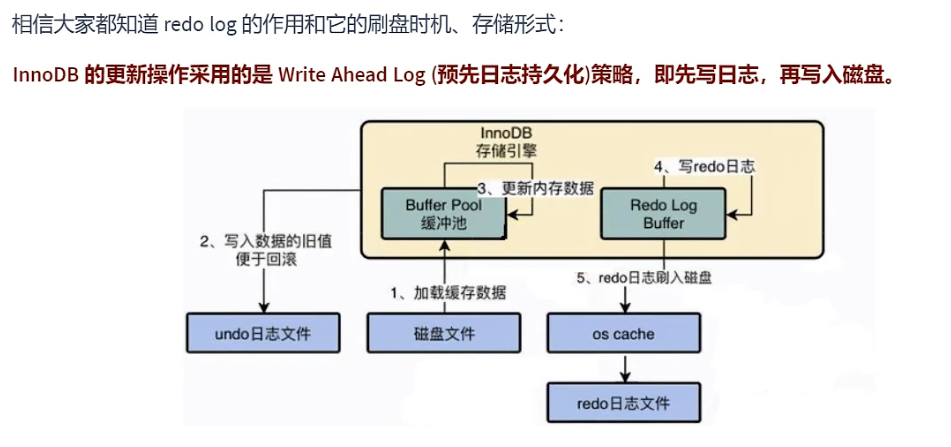 相信大家都知道 redo log 的作用和它的刷盘时机、存储形式：
InnoDB 的更新操作采用的是 Write Ahead Log (预先日志持久化)策略，即先写日志，再写入磁盘。
InnoDB
存储引擎
4、写redo日志
3、更新内存数据
Buffer Pool
缓冲池
Redo Log
Buffer
2、写入数据的旧值
便于回滚
1、加载缓存数据
5、redo日志刷入磁盘
undo日志文件
磁盘文件
os cache
redo日志文件